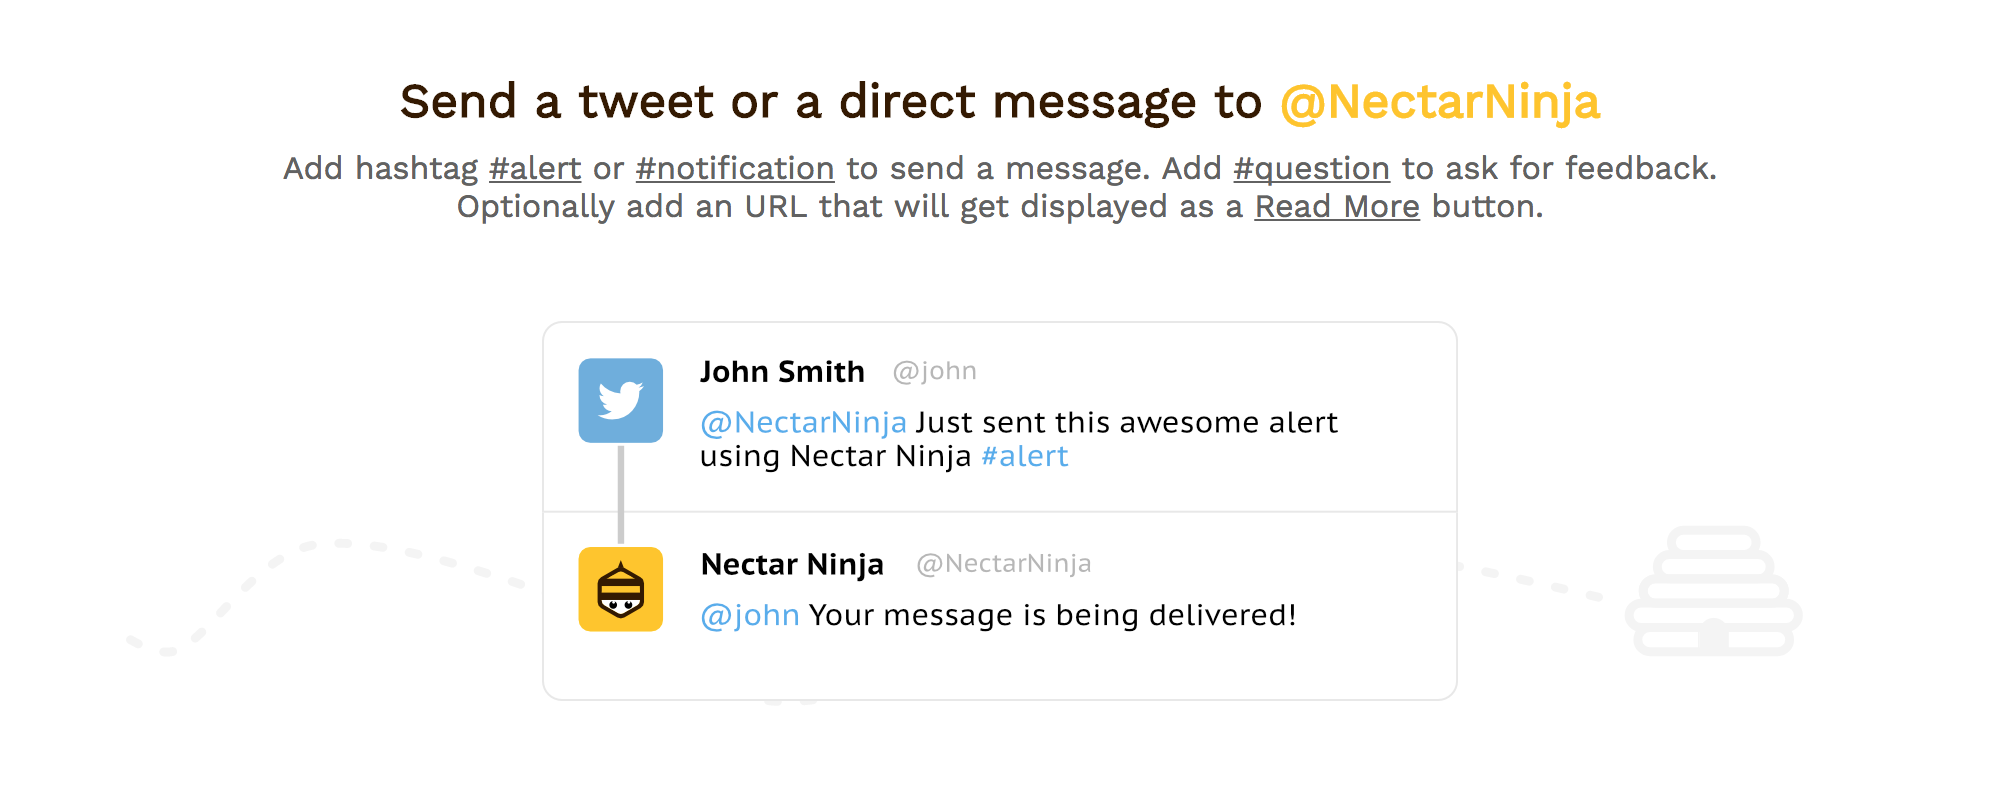 Send a tweet or a direct message to @NectarNinja
Add hashtag #alert or #notification to send a message. Add #question to ask for feedback.
Optionally add an URL that will get displayed as a Read More button.
John Smith @john
@NectarNinja Just sent this awesome alert
using Nectar Ninja #alert
Nectar Ninja @NectarNinja
@john Your message is being delivered!